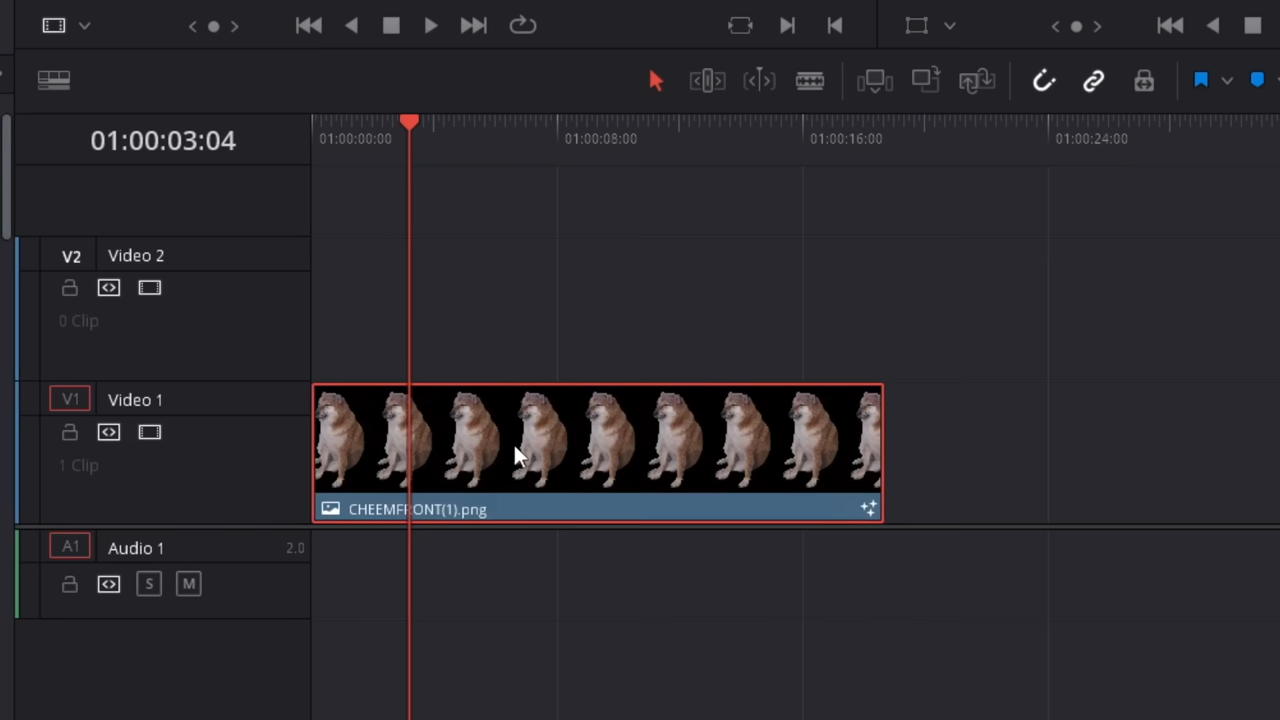 01:00:03:04
01:00:00:00
01:00:08:00
01:00:16:00
01:00:24:00
V2 Video 2
0 Clip
V1 Video 1
1 Clip
CHEEMFRONT(1).png
A1 Audio 1 2.0
S M